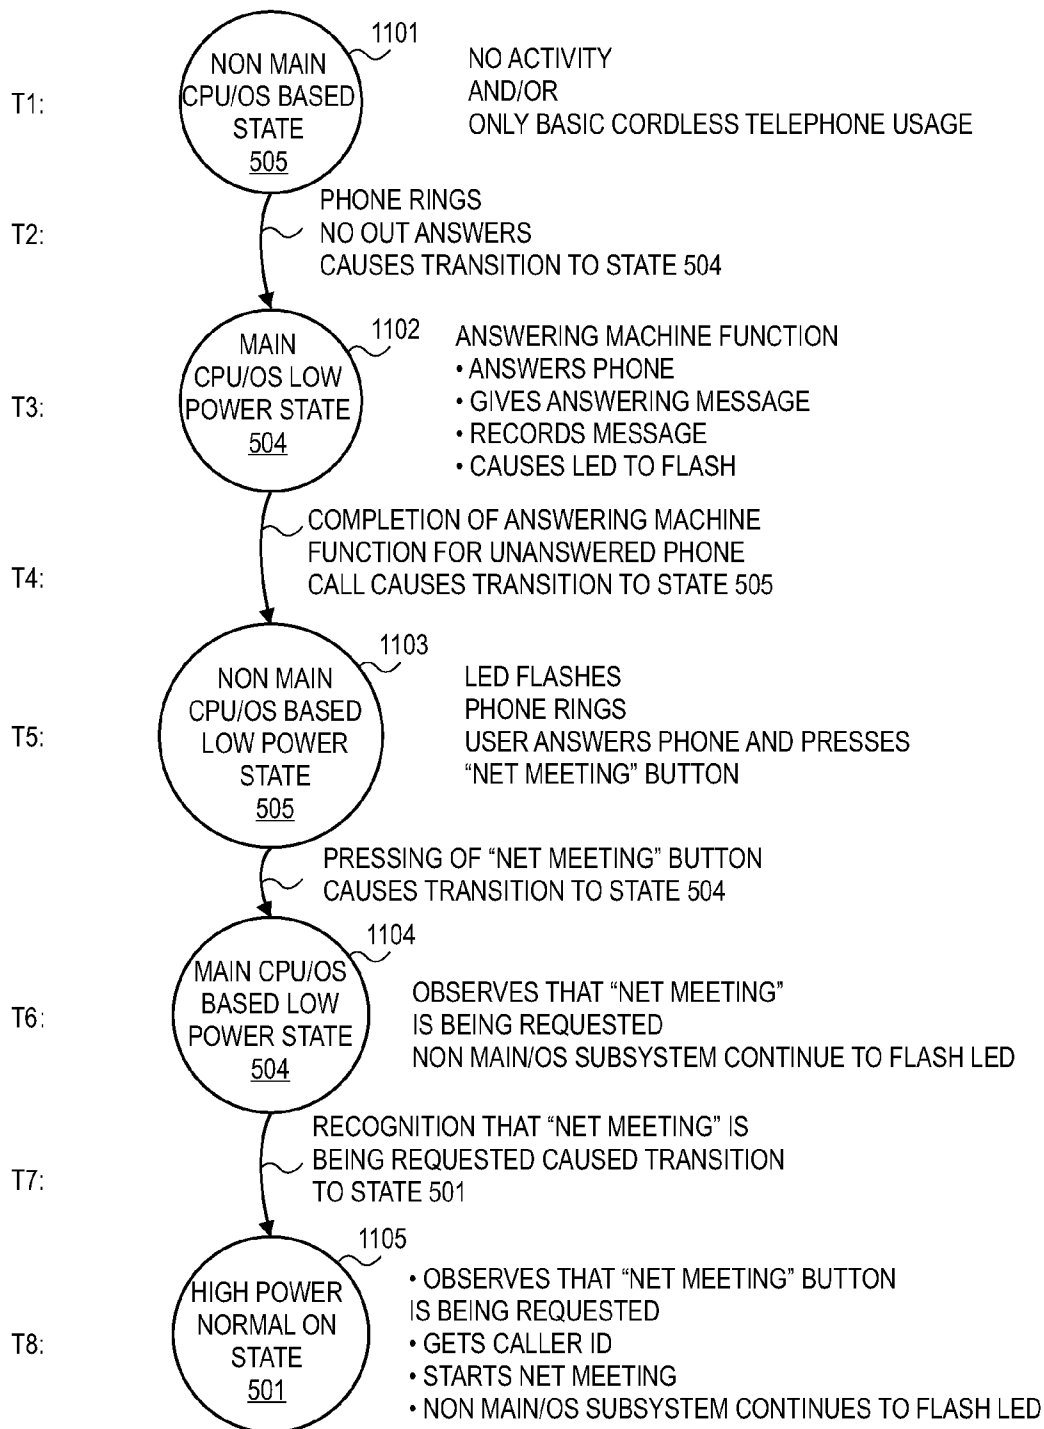 1101
NON MAIN
CPU/OS BASED
STATE
505
NO ACTIVITY
AND/OR
ONLY BASIC CORDLESS TELEPHONE USAGE
T1:
PHONE RINGS
NO OUT ANSWERS
CAUSES TRANSITION TO STATE 504
T2:
1102
MAIN
CPU/OS LOW
POWER STATE
504
ANSWERING MACHINE FUNCTION
• ANSWERS PHONE
• GIVES ANSWERING MESSAGE
• RECORDS MESSAGE
• CAUSES LED TO FLASH
T3:
COMPLETION OF ANSWERING MACHINE
FUNCTION FOR UNANSWERED PHONE
CALL CAUSES TRANSITION TO STATE 505
T4:
1103
NON MAIN
CPU/OS BASED
LOW POWER
STATE
505
LED FLASHES
PHONE RINGS
USER ANSWERS PHONE AND PRESSES
“NET MEETING” BUTTON
T5:
PRESSING OF “NET MEETING” BUTTON
CAUSES TRANSITION TO STATE 504
1104
MAIN CPU/OS
BASED LOW
POWER STATE
504
OBSERVES THAT “NET MEETING”
IS BEING REQUESTED
NON MAIN/OS SUBSYSTEM CONTINUE TO FLASH LED
T6:
RECOGNITION THAT “NET MEETING” IS
BEING REQUESTED CAUSED TRANSITION
TO STATE 501
T7:
1105
HIGH POWER
NORMAL ON
STATE
501
• OBSERVES THAT “NET MEETING” BUTTON
IS BEING REQUESTED
• GETS CALLER ID
• STARTS NET MEETING
• NON MAIN/OS SUBSYSTEM CONTINUES TO FLASH LED
T8: